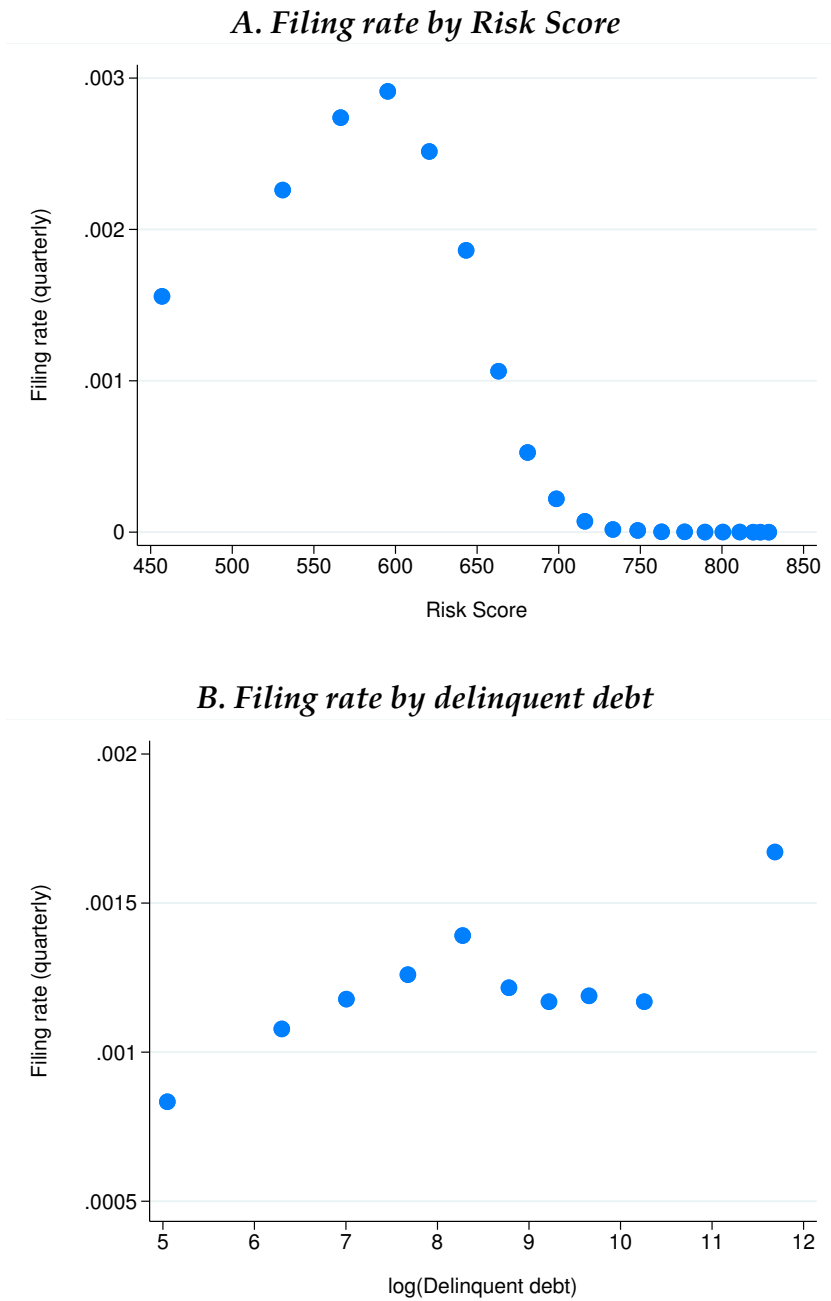 A. Filing rate by Risk Score
.003
.002
.001
0
Filing rate (quarterly)
450 500 550 600 650 700 750 800 850
Risk Score
B. Filing rate by delinquent debt
.002
.0015
.001
.0005
Filing rate (quarterly)
5 6 7 8 9 10 11 12
log(Delinquent debt)